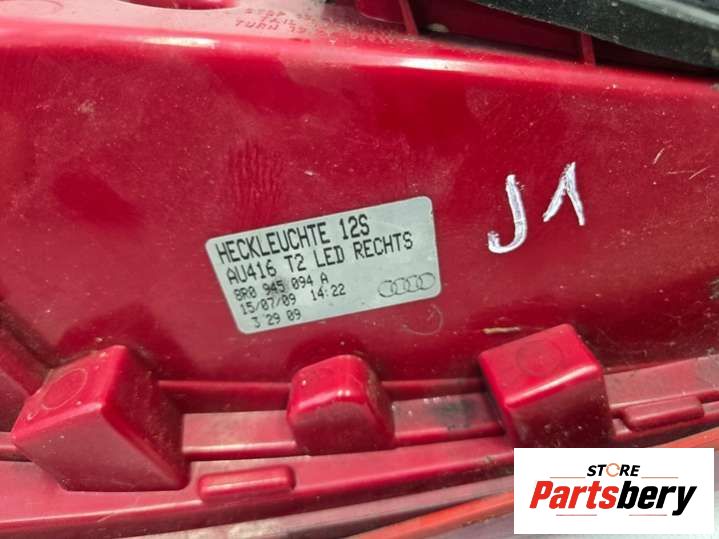 HECKLEUCHTE 12S
AU416 T2 LED RECHTS
8R0 945 094 A
15/07/09 14:22
3 29 09
J1
STORE
Partsbery